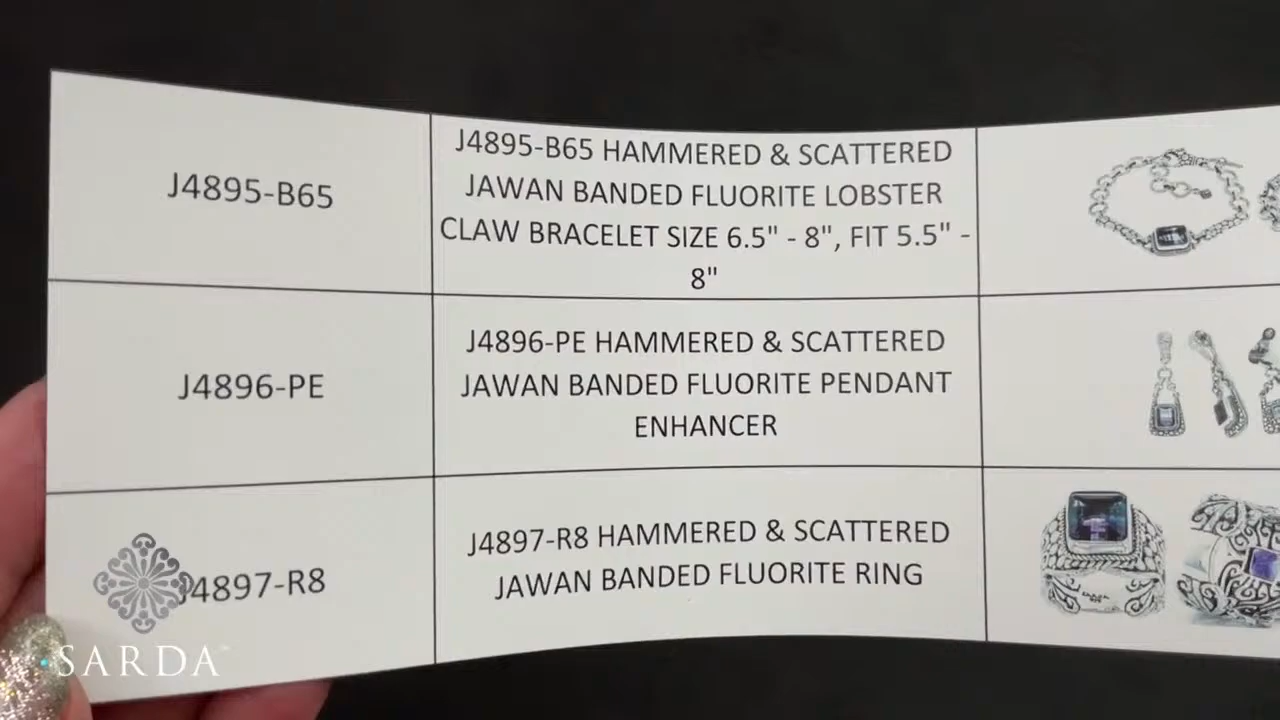 J4895-B65
J4895-B65 HAMMERED & SCATTERED
JAWAN BANDED FLUORITE LOBSTER
CLAW BRACELET SIZE 6.5" - 8", FIT 5.5" -
8"
J4896-PE
J4896-PE HAMMERED & SCATTERED
JAWAN BANDED FLUORITE PENDANT
ENHANCER
J4897-R8
J4897-R8 HAMMERED & SCATTERED
JAWAN BANDED FLUORITE RING
SARDA™